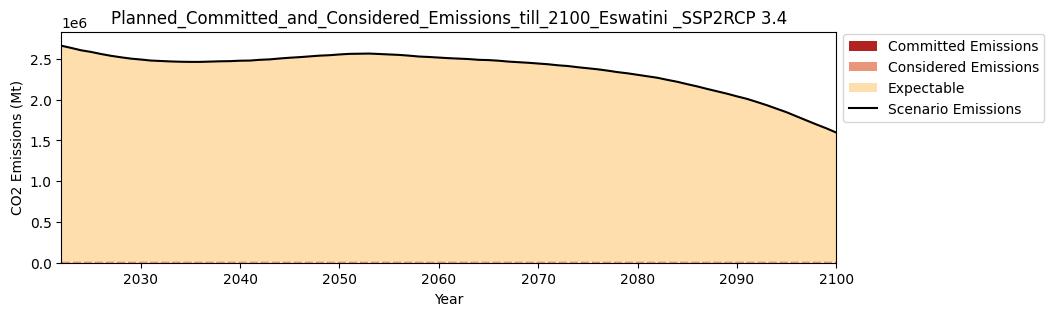 Planned_Committed_and_Considered_Emissions_till_2100_Eswatini _SSP2RCP 3.4
1e6
2.5
2.0
1.5
1.0
0.5
0.0
CO2 Emissions (Mt)
2030 2040 2050 2060 2070 2080 2090 2100
Year
Committed Emissions
Considered Emissions
Expectable
Scenario Emissions